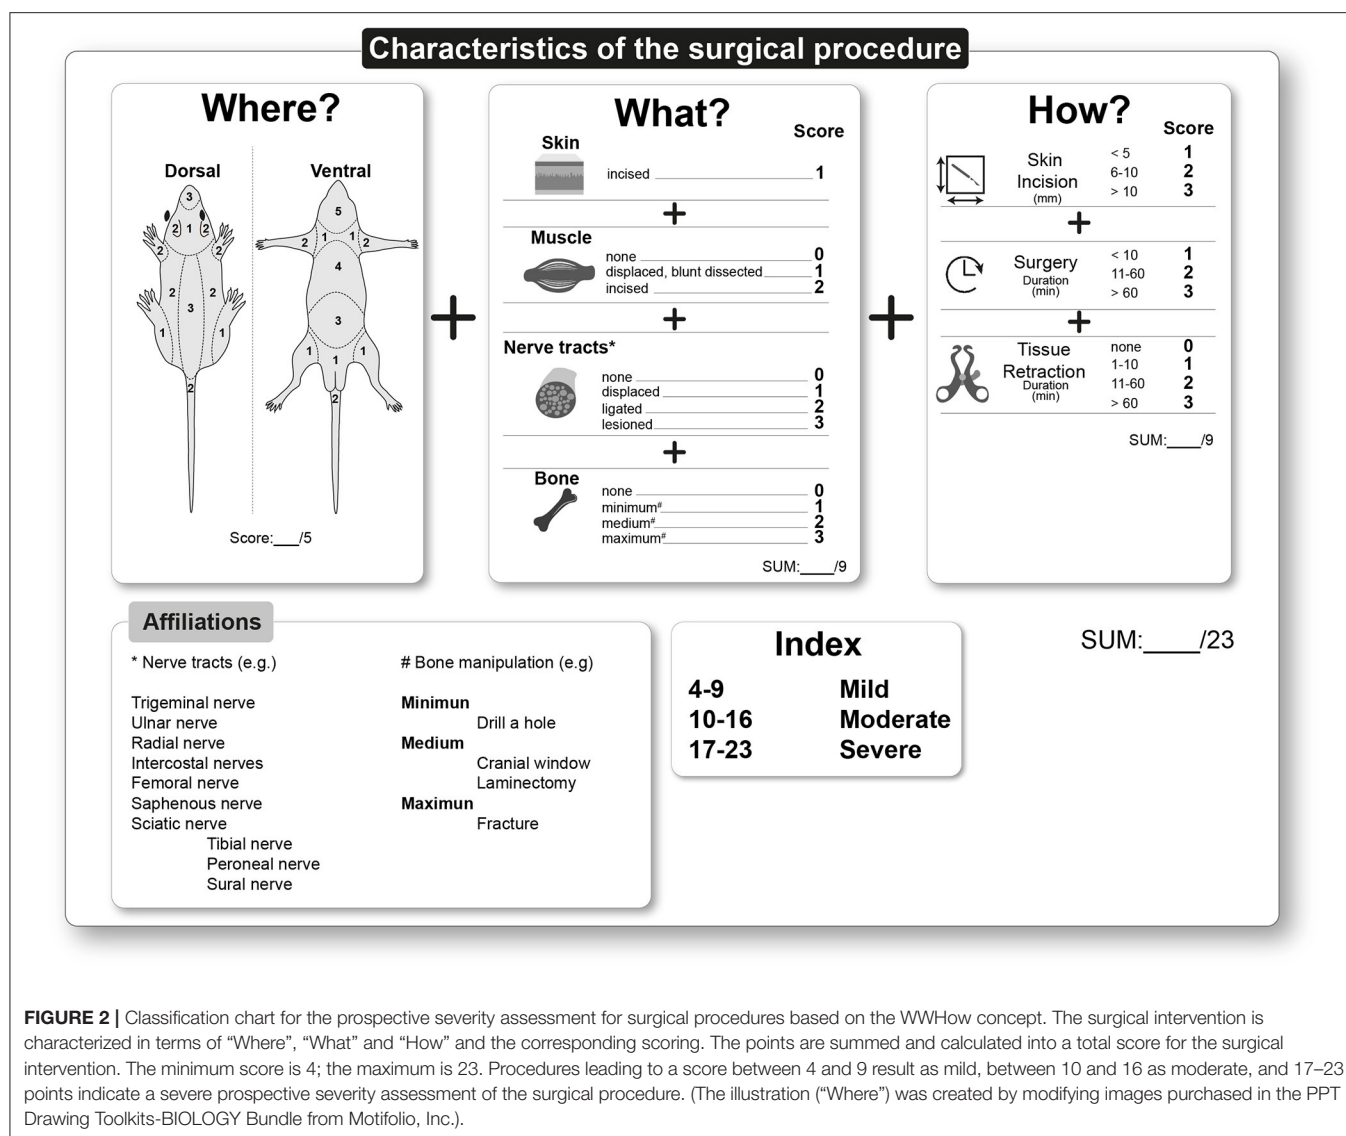 Characteristics of the surgical procedure
Where?
Dorsal
Ventral
3
2 1 2
2 2
2 2
3
1 1
2
5
2 1 1 2
4
3
1 1 1
2
Score:___/5
+
What?
Score
Skin
incised 1
+
Muscle
none 0
displaced, blunt dissected 1
incised 2
+
Nerve tracts*
none 0
displaced 1
ligated 2
lesioned 3
+
Bone
none 0
minimum# 1
medium# 2
maximum# 3
SUM:____/9
+
How?
Score
Skin
Incision
(mm)
< 5 1
6-10 2
> 10 3
+
Surgery
Duration
(min)
< 10 1
11-60 2
> 60 3
+
Tissue
Retraction
Duration
(min)
none 0
1-10 1
11-60 2
> 60 3
SUM:____/9
Affiliations
* Nerve tracts (e.g.)
Trigeminal nerve
Ulnar nerve
Radial nerve
Intercostal nerves
Femoral nerve
Saphenous nerve
Sciatic nerve
Tibial nerve
Peroneal nerve
Sural nerve
# Bone manipulation (e.g)
Minimun
Drill a hole
Medium
Cranial window
Laminectomy
Maximun
Fracture
Index
4-9 Mild
10-16 Moderate
17-23 Severe
SUM:____/23
FIGURE 2 | Classification chart for the prospective severity assessment for surgical procedures based on the WWHow concept. The surgical intervention is
characterized in terms of “Where”, “What” and “How” and the corresponding scoring. The points are summed and calculated into a total score for the surgical
intervention. The minimum score is 4; the maximum is 23. Procedures leading to a score between 4 and 9 result as mild, between 10 and 16 as moderate, and 17–23
points indicate a severe prospective severity assessment of the surgical procedure. (The illustration (“Where”) was created by modifying images purchased in the PPT
Drawing Toolkits-BIOLOGY Bundle from Motifolio, Inc.).